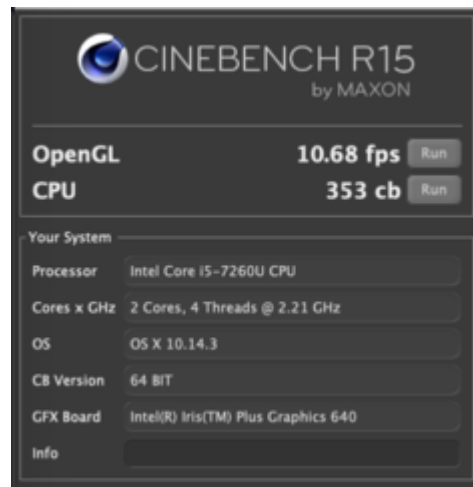 CINEBENCH R15
by MAXON
OpenGL 10.68 fps Run
CPU 353 cb Run
Your System
Processor Intel Core i5-7260U CPU
Cores x GHz 2 Cores, 4 Threads @ 2.21 GHz
OS OS X 10.14.3
CB Version 64 BIT
GFX Board Intel(R) Iris(TM) Plus Graphics 640
Info